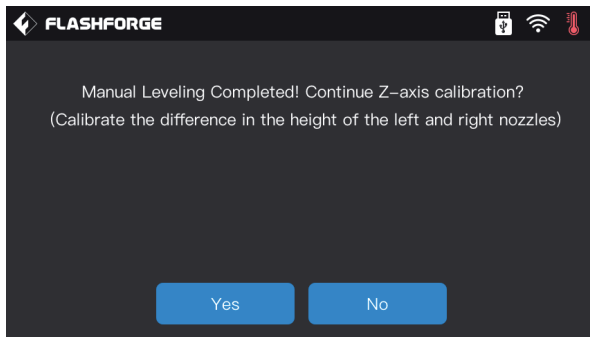 FLASHFORGE
Manual Leveling Completed! Continue Z-axis calibration?
(Calibrate the difference in the height of the left and right nozzles)
Yes No